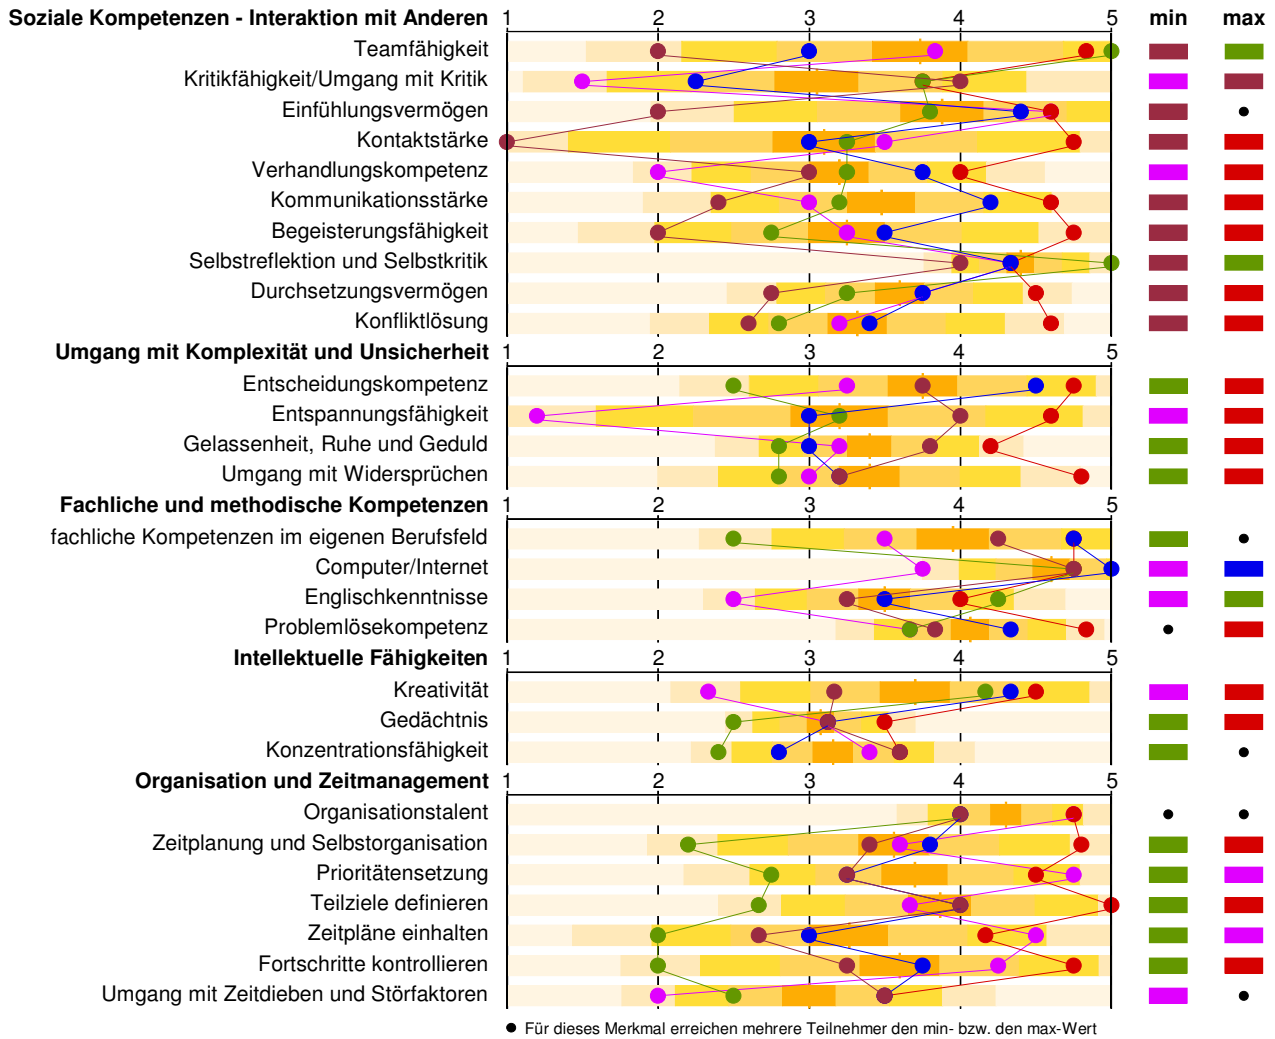 Soziale Kompetenzen - Interaktion mit Anderen 1 2 3 4 5 min max
Teamfähigkeit
Kritikfähigkeit/Umgang mit Kritik
Einfühlungsvermögen
Kontaktstärke
Verhandlungskompetenz
Kommunikationsstärke
Begeisterungsfähigkeit
Selbstreflektion und Selbstkritik
Durchsetzungsvermögen
Konfliktlösung
Umgang mit Komplexität und Unsicherheit 1 2 3 4 5
Entscheidungskompetenz
Entspannungsfähigkeit
Gelassenheit, Ruhe und Geduld
Umgang mit Widersprüchen
Fachliche und methodische Kompetenzen 1 2 3 4 5
fachliche Kompetenzen im eigenen Berufsfeld
Computer/Internet
Englischkenntnisse
Problemlösekompetenz
Intellektuelle Fähigkeiten 1 2 3 4 5
Kreativität
Gedächtnis
Konzentrationsfähigkeit
Organisation und Zeitmanagement 1 2 3 4 5
Organisationstalent
Zeitplanung und Selbstorganisation
Prioritätensetzung
Teilziele definieren
Zeitpläne einhalten
Fortschritte kontrollieren
Umgang mit Zeitdieben und Störfaktoren
● Für dieses Merkmal erreichen mehrere Teilnehmer den min- bzw. den max-Wert